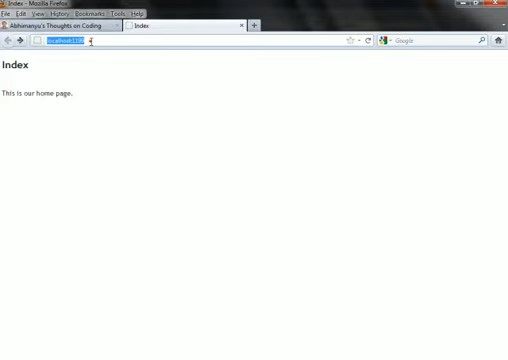 Index - Mozilla Firefox
File Edit View History Bookmarks Tools Help
Abhimanyu's Thoughts on Coding
Index
Google
Index
This is our home page.